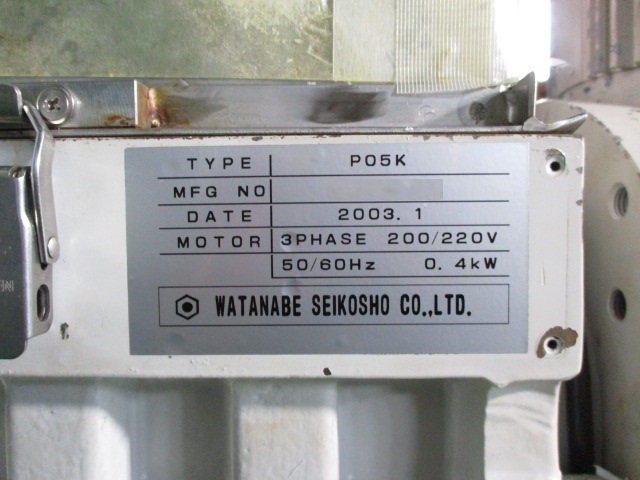 TYPE P05K
MFG NO
DATE 2003. 1
MOTOR 3PHASE 200/220V
50/60Hz 0. 4kW
WATANABE SEIKOSHO CO.,LTD.